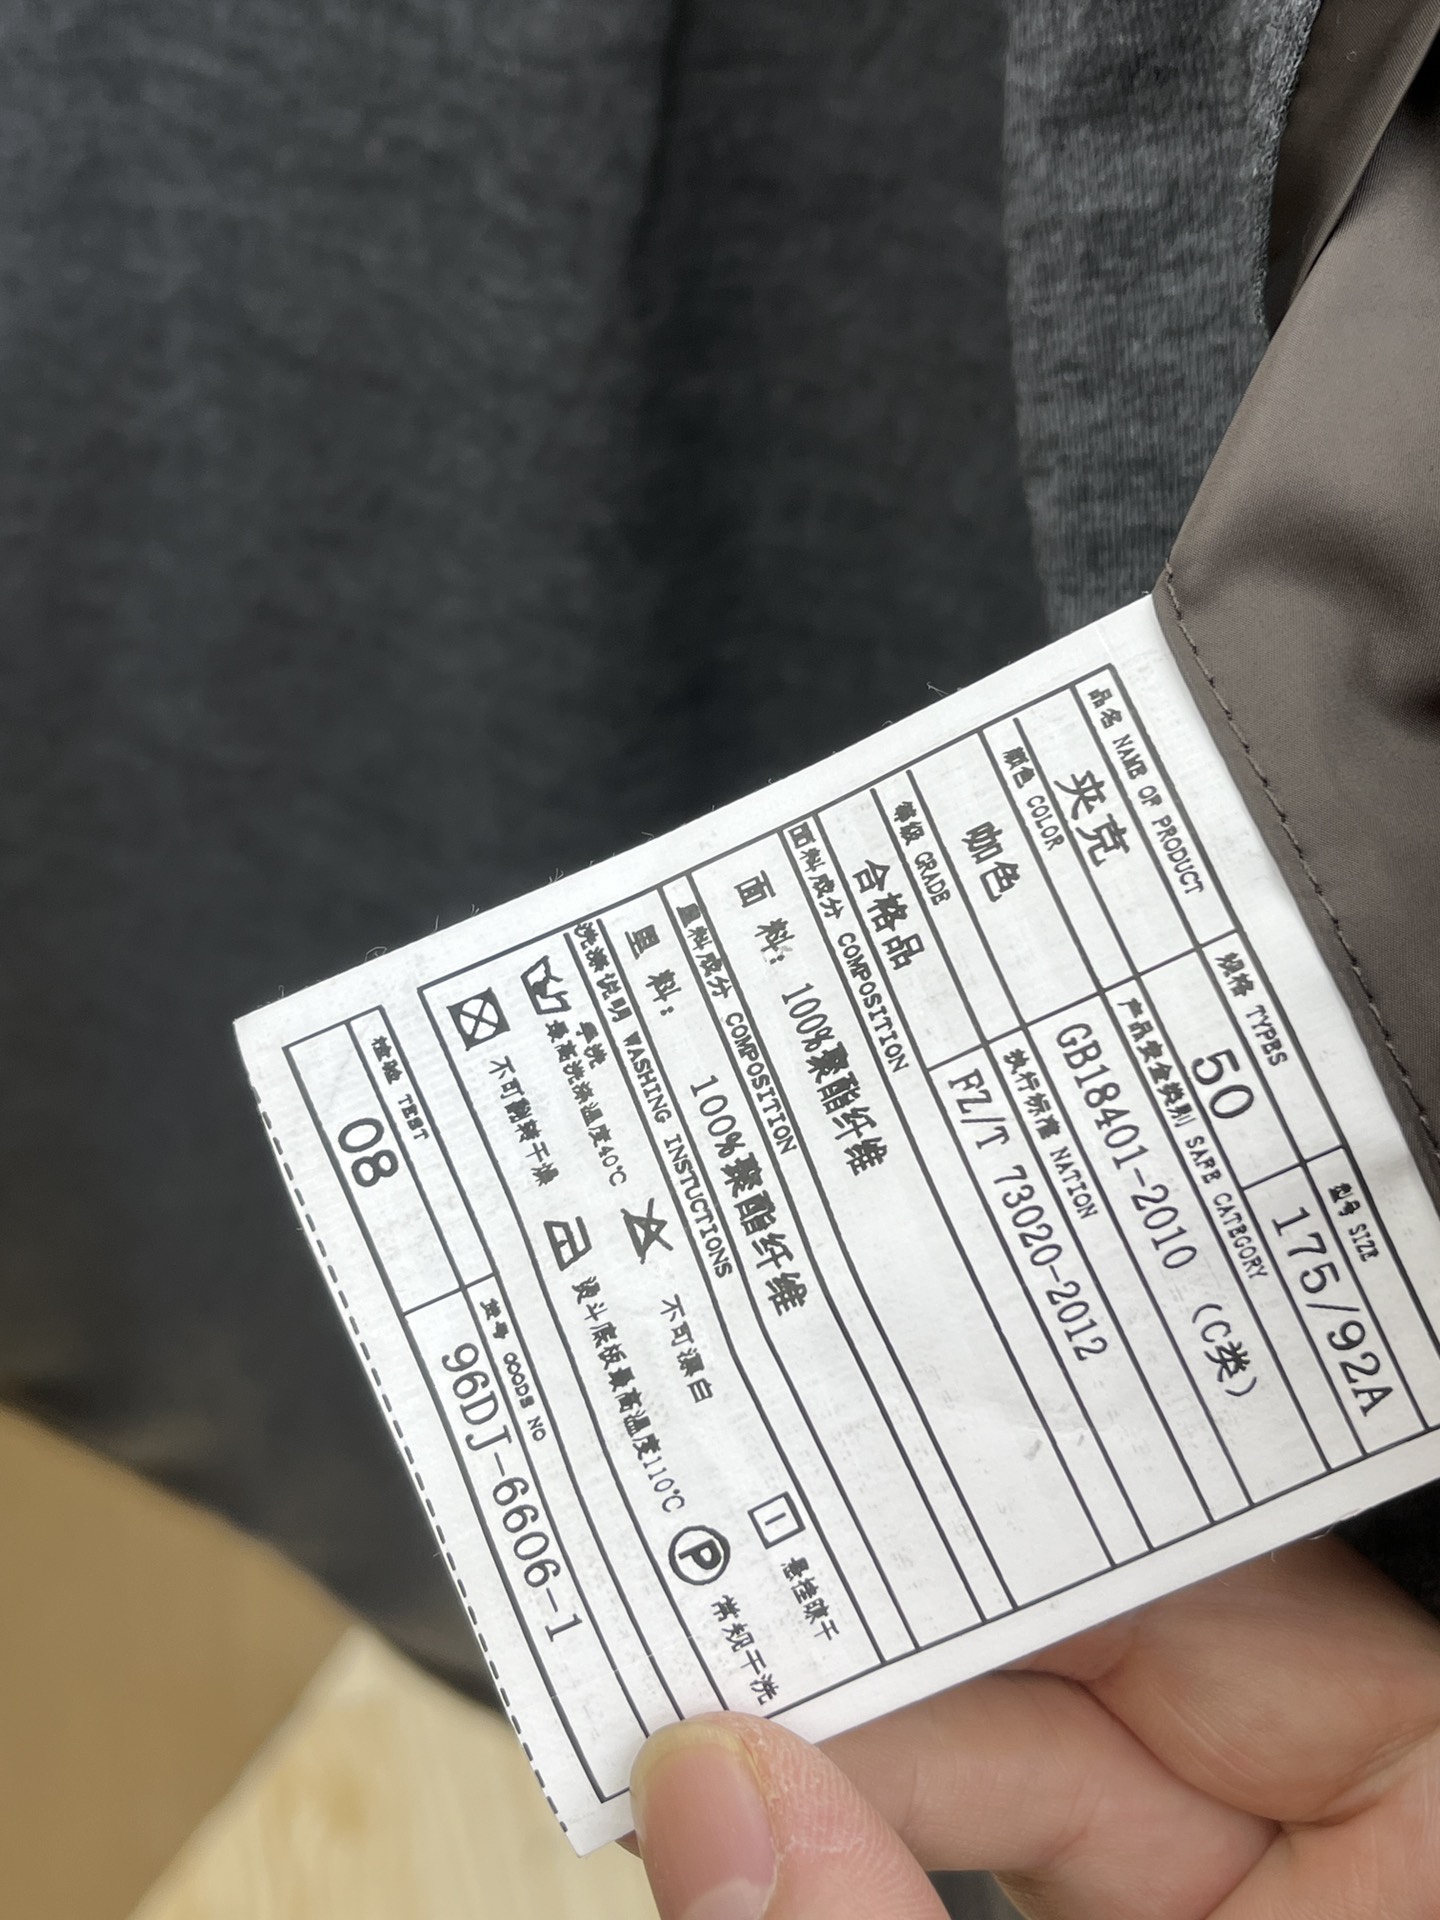 品名 NAME OF PRODUCT
规格 TYPES
型号 SIZE
夹克
50
175/92A
颜色 COLOR
产品安全类别 SAFE CATEGORY
咖色
GB18401-2010 (C类)
等级 GRADE
执行标准 NATION
合格品
FZ/T 73020-2012
面料成分 COMPOSITION
面 料: 100%聚酯纤维
里料成分 COMPOSITION
里 料: 100%聚酯纤维
洗涤说明 WASHING INSTUCTIONS
手洗
最高洗涤温度40℃
不可漂白
悬挂晾干
不可翻转干燥
烫斗底板最高温度110℃
P
常规干洗
检验 TEST
货号 GOODS NO
08
96DJ-6606-1